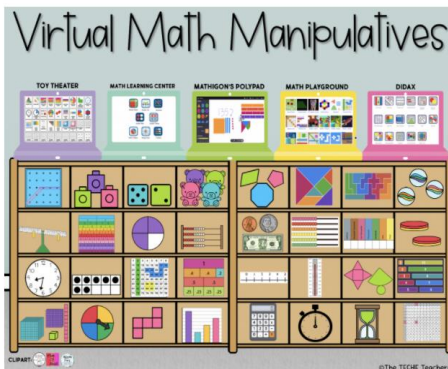 Virtual Math Manipulatives
TOY THEATER
MATH LEARNING CENTER
MATHIGON'S POLYPAD
MATH PLAYGROUND
DIDAX
CLIPART:
©The TECHIE Teacher